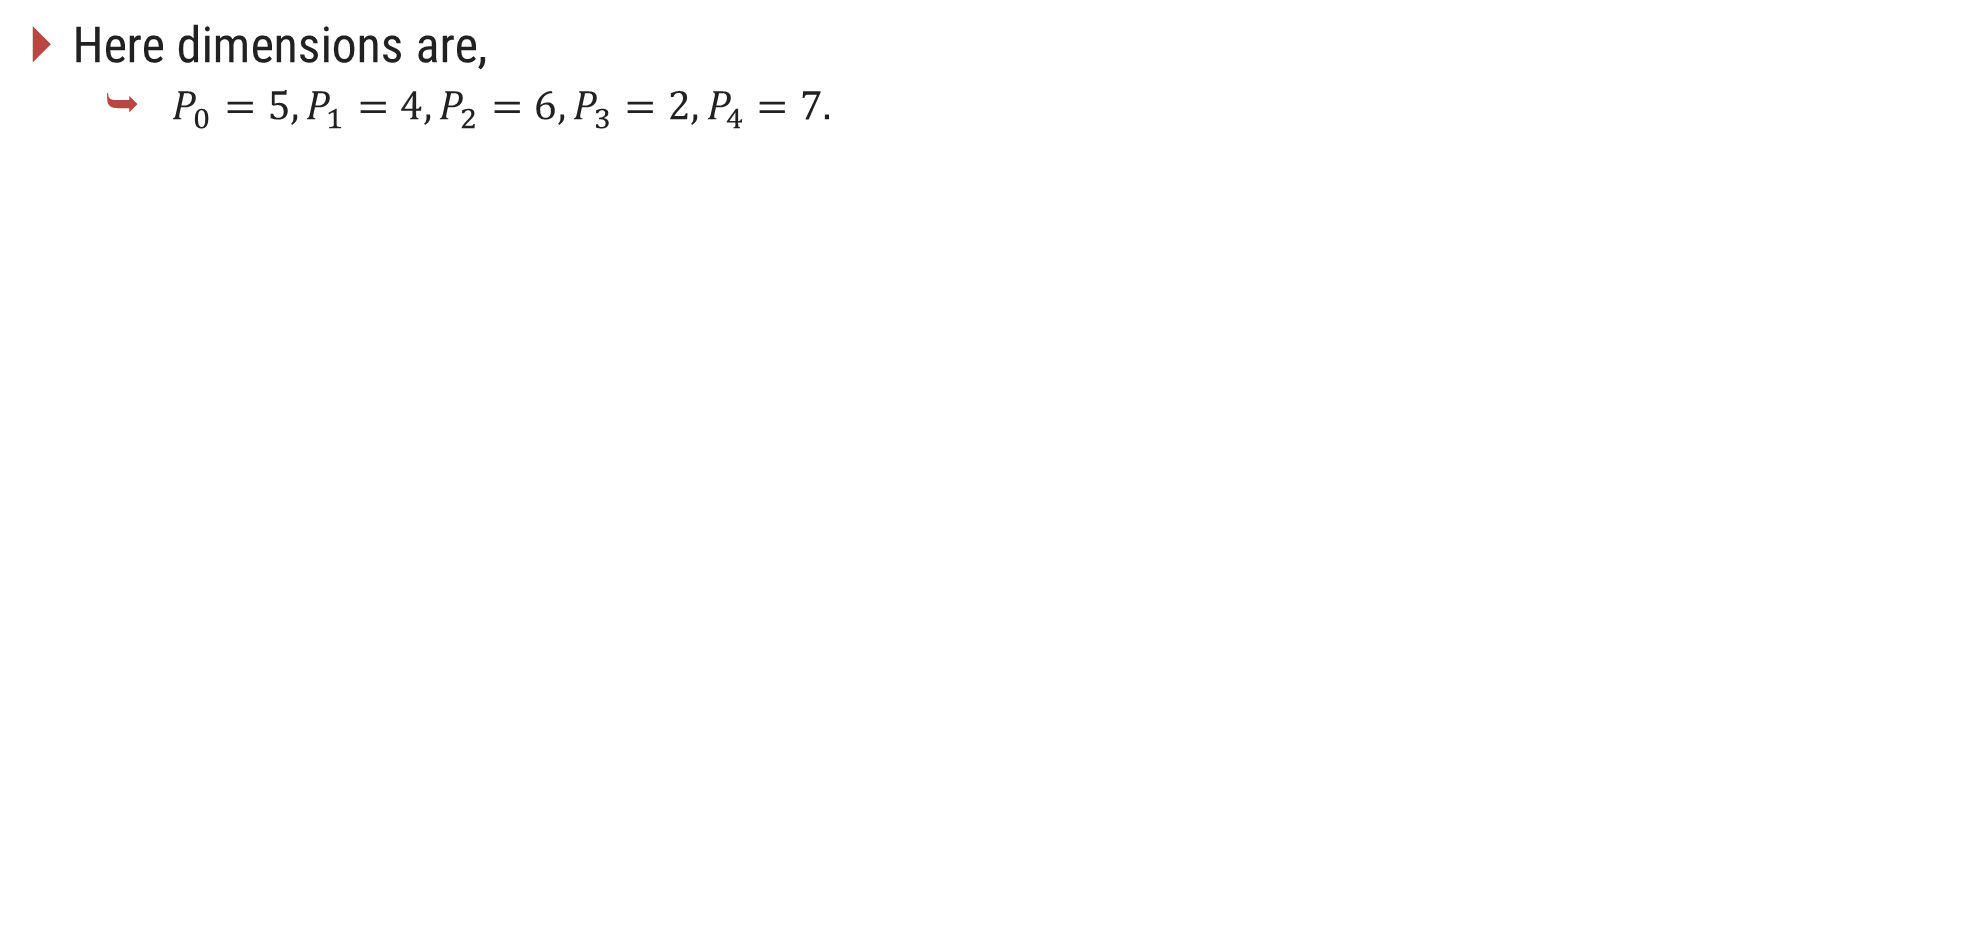 Here dimensions are,
P₀ = 5, P₁ = 4, P₂ = 6, P₃ = 2, P₄ = 7.